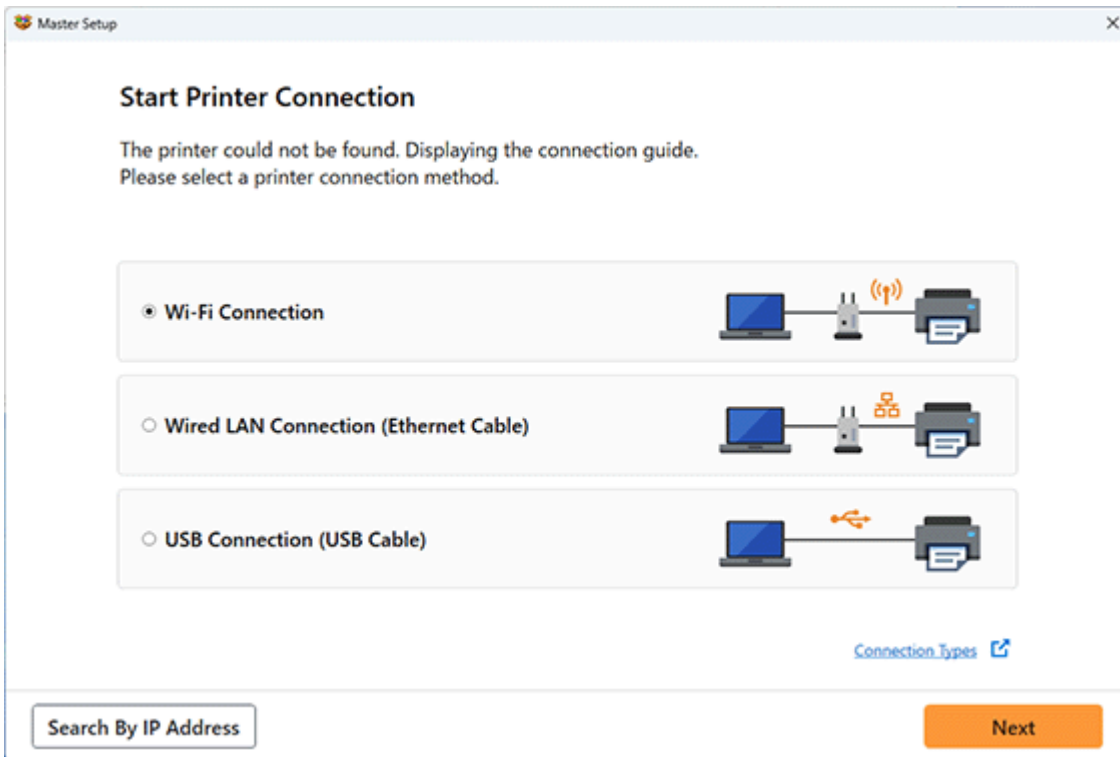 Master Setup
Start Printer Connection
The printer could not be found. Displaying the connection guide.
Please select a printer connection method.
Wi-Fi Connection
Wired LAN Connection (Ethernet Cable)
USB Connection (USB Cable)
Connection Types
Search By IP Address
Next